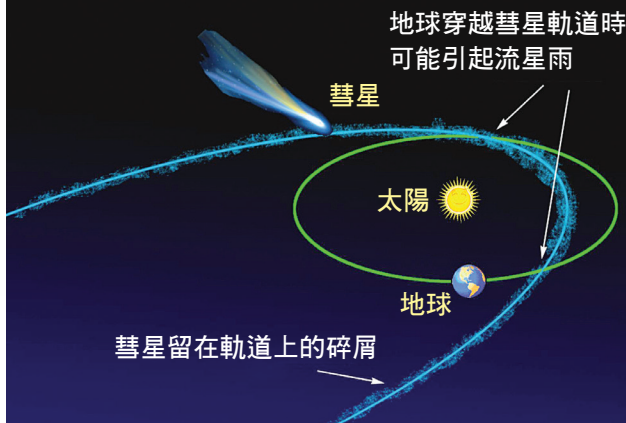 地球穿越彗星軌道時
可能引起流星雨
彗星
太陽
地球
彗星留在軌道上的碎屑